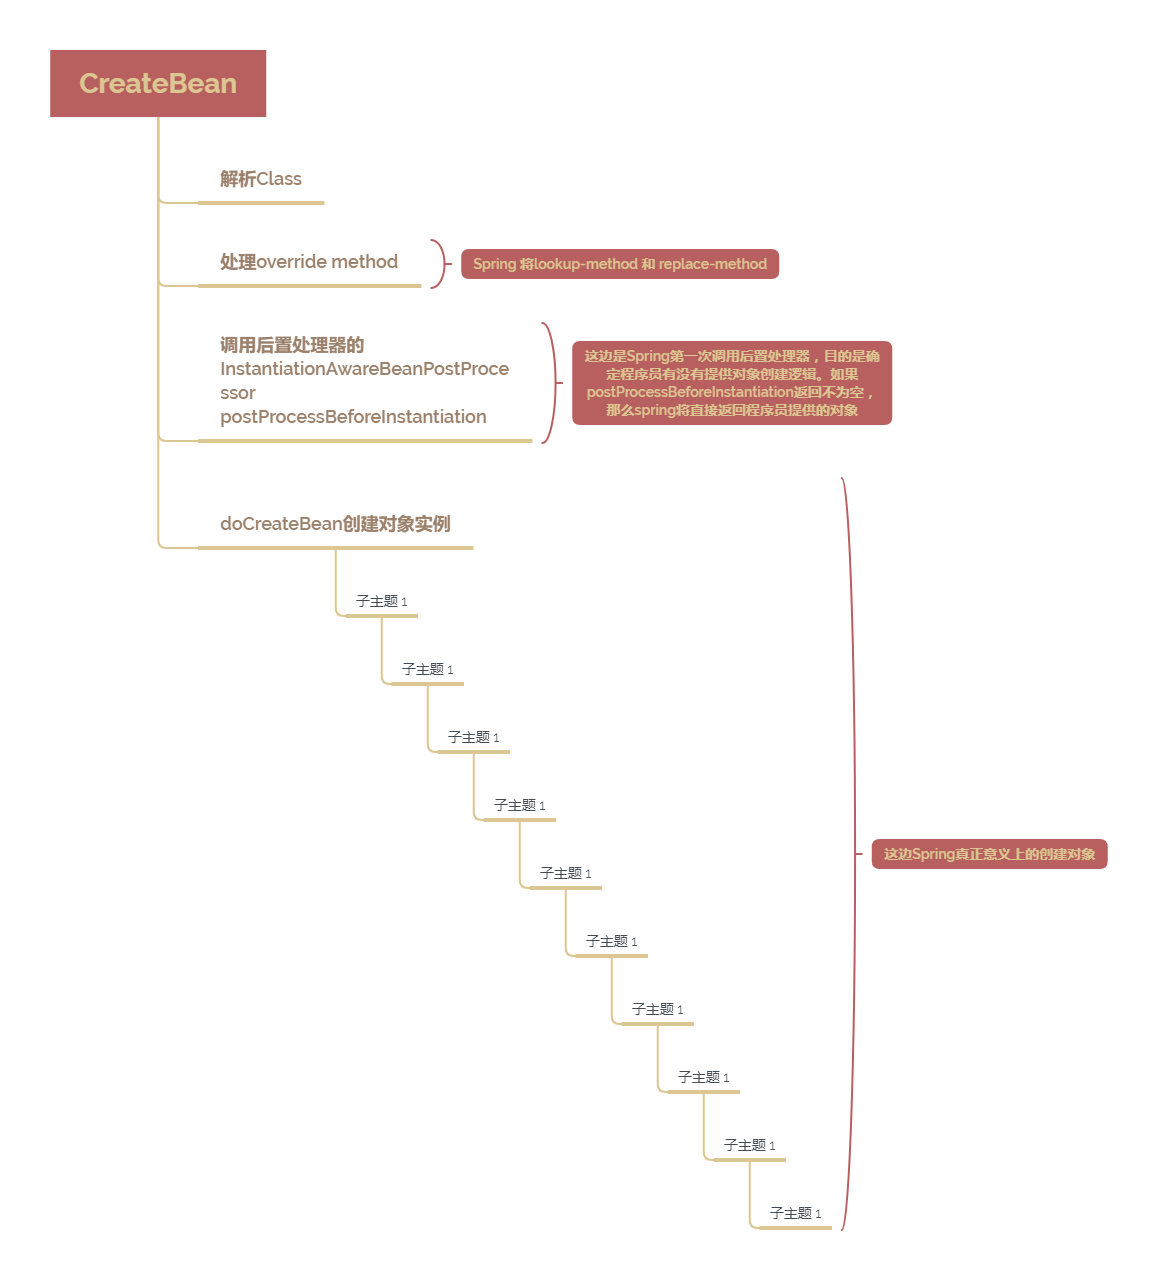 CreateBean
解析Class
处理override method
Spring 将lookup-method 和 replace-method
调用后置处理器的
InstantiationAwareBeanPostProce
ssor
postProcessBeforeInstantiation
这边是Spring第一次调用后置处理器，目的是确
定程序员有没有提供对象创建逻辑。如果
postProcessBeforeInstantiation返回不为空，
那么spring将直接返回程序员提供的对象
doCreateBean创建对象实例
子主题 1
子主题 1
子主题 1
子主题 1
子主题 1
这边Spring真正意义上的创建对象
子主题 1
子主题 1
子主题 1
子主题 1
子主题 1